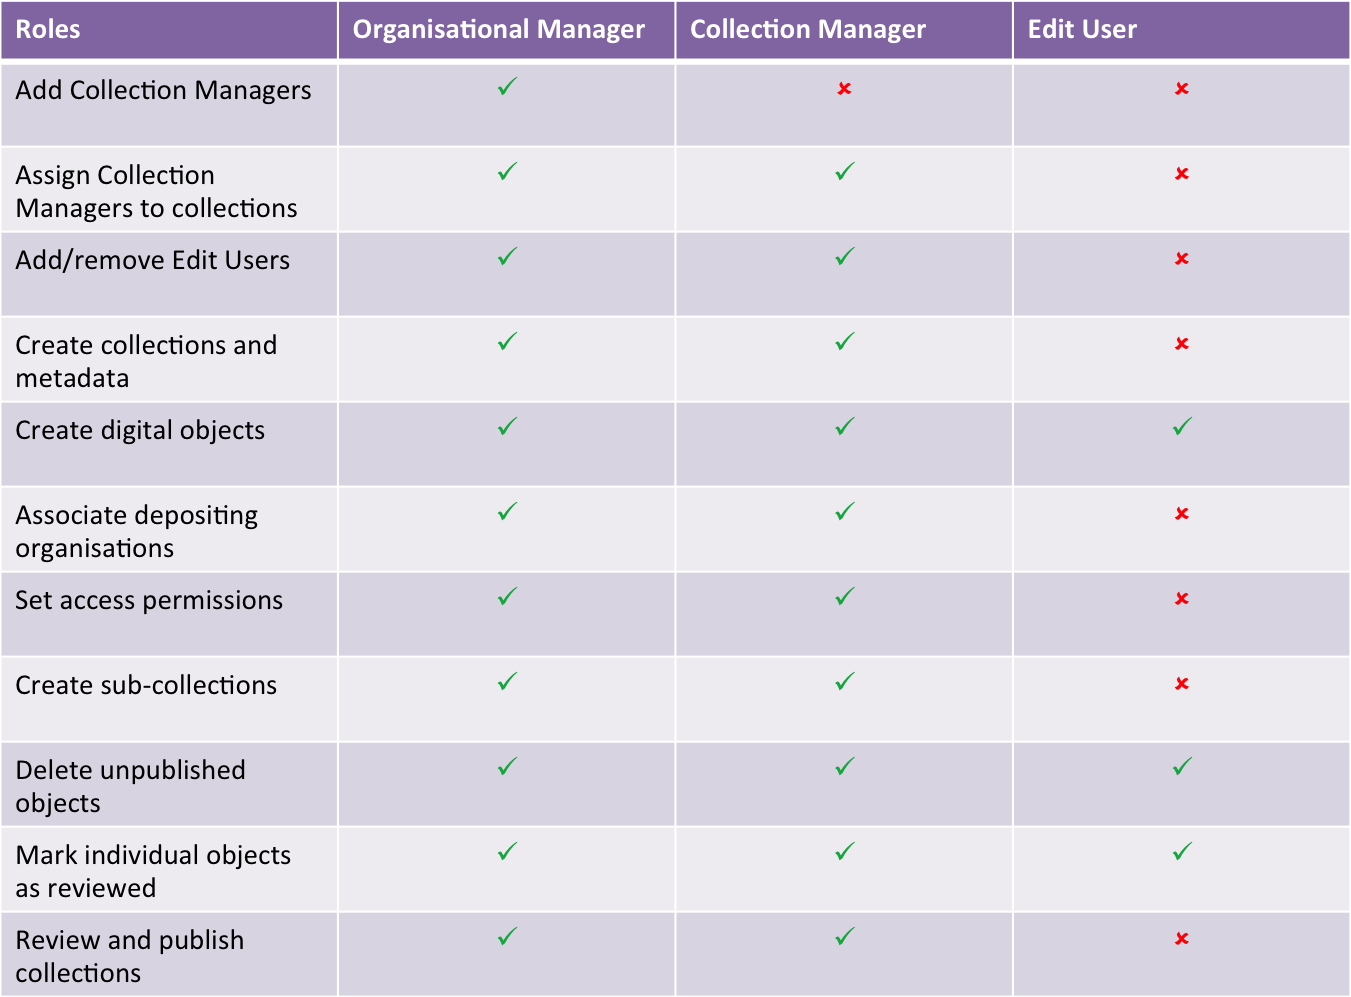 Roles Organisational Manager Collection Manager Edit User
Add Collection Managers ✓ ✘ ✘
Assign Collection ✓ ✓ ✘
Managers to collections
Add/remove Edit Users ✓ ✓ ✘
Create collections and ✓ ✓ ✘
metadata
Create digital objects ✓ ✓ ✓
Associate depositing ✓ ✓ ✘
organisations
Set access permissions ✓ ✓ ✘
Create sub-collections ✓ ✓ ✘
Delete unpublished ✓ ✓ ✓
objects
Mark individual objects ✓ ✓ ✓
as reviewed
Review and publish ✓ ✓ ✘
collections